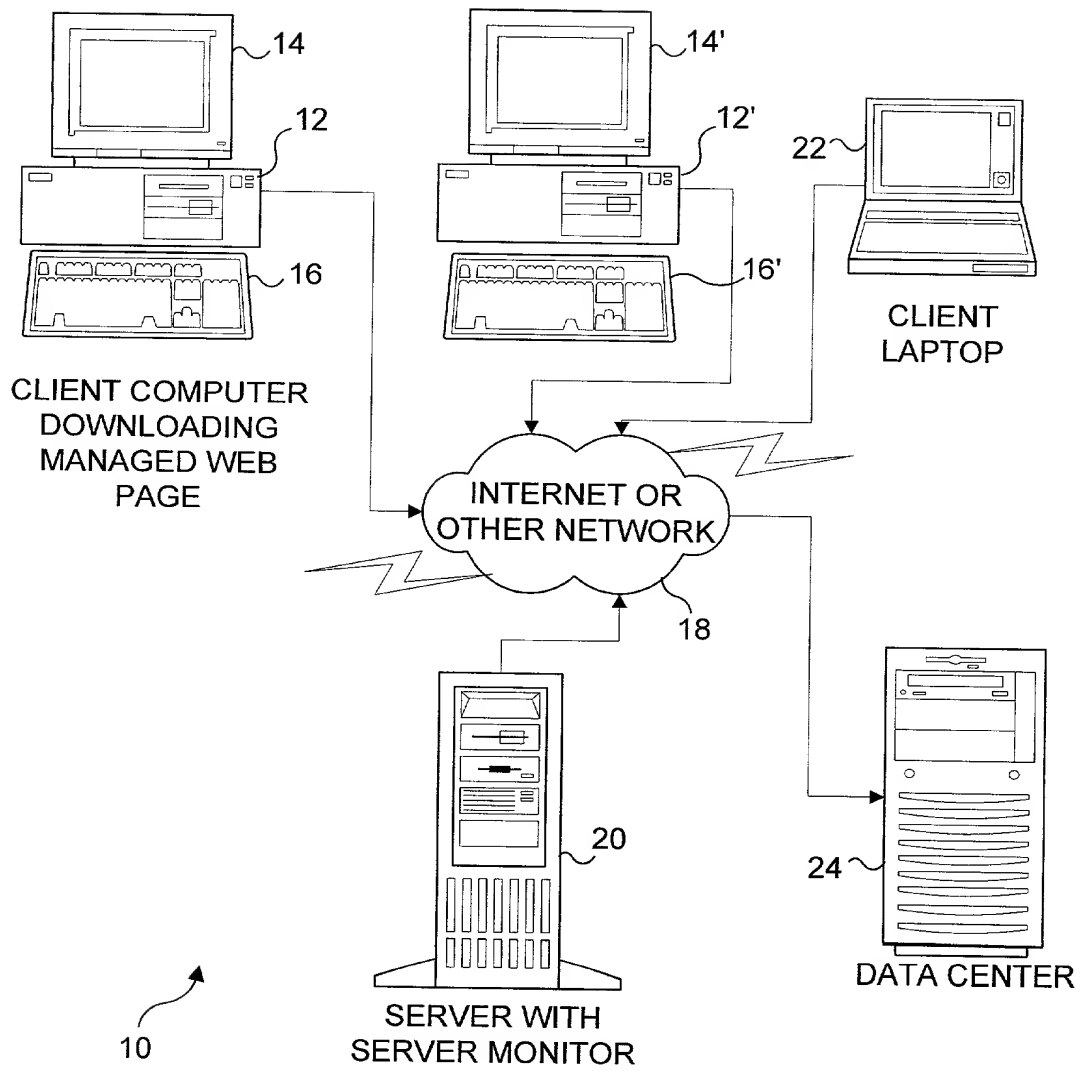 14
14'
12
12'
22
16
16'
CLIENT
LAPTOP
CLIENT COMPUTER
DOWNLOADING
MANAGED WEB
PAGE
INTERNET OR
OTHER NETWORK
18
20
24
DATA CENTER
SERVER WITH
SERVER MONITOR
10